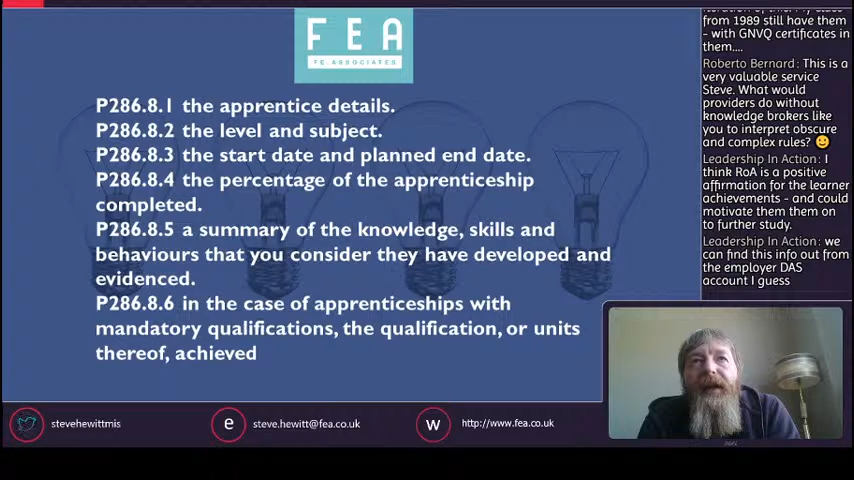 FEA
FE ASSOCIATES
P286.8.1 the apprentice details.
P286.8.2 the level and subject.
P286.8.3 the start date and planned end date.
P286.8.4 the percentage of the apprenticeship
completed.
P286.8.5 a summary of the knowledge, skills and
behaviours that you consider they have developed and
evidenced.
P286.8.6 in the case of apprenticeships with
mandatory qualifications, the qualification, or units
thereof, achieved
from 1989 still have them
- with GNVQ certificates in
them....
Roberto Bernard: This is a
very valuable service
Steve. What would
providers do without
knowledge brokers like
you to interpret obscure
and complex rules? 😀
Leadership In Action: I
think RoA is a positive
affirmation for the learner
achievements - and could
motivate them them on
to further study.
Leadership In Action: we
can find this info out from
the employer DAS
account I guess
stevehewittmis
e steve.hewitt@fea.co.uk
w http://www.fea.co.uk